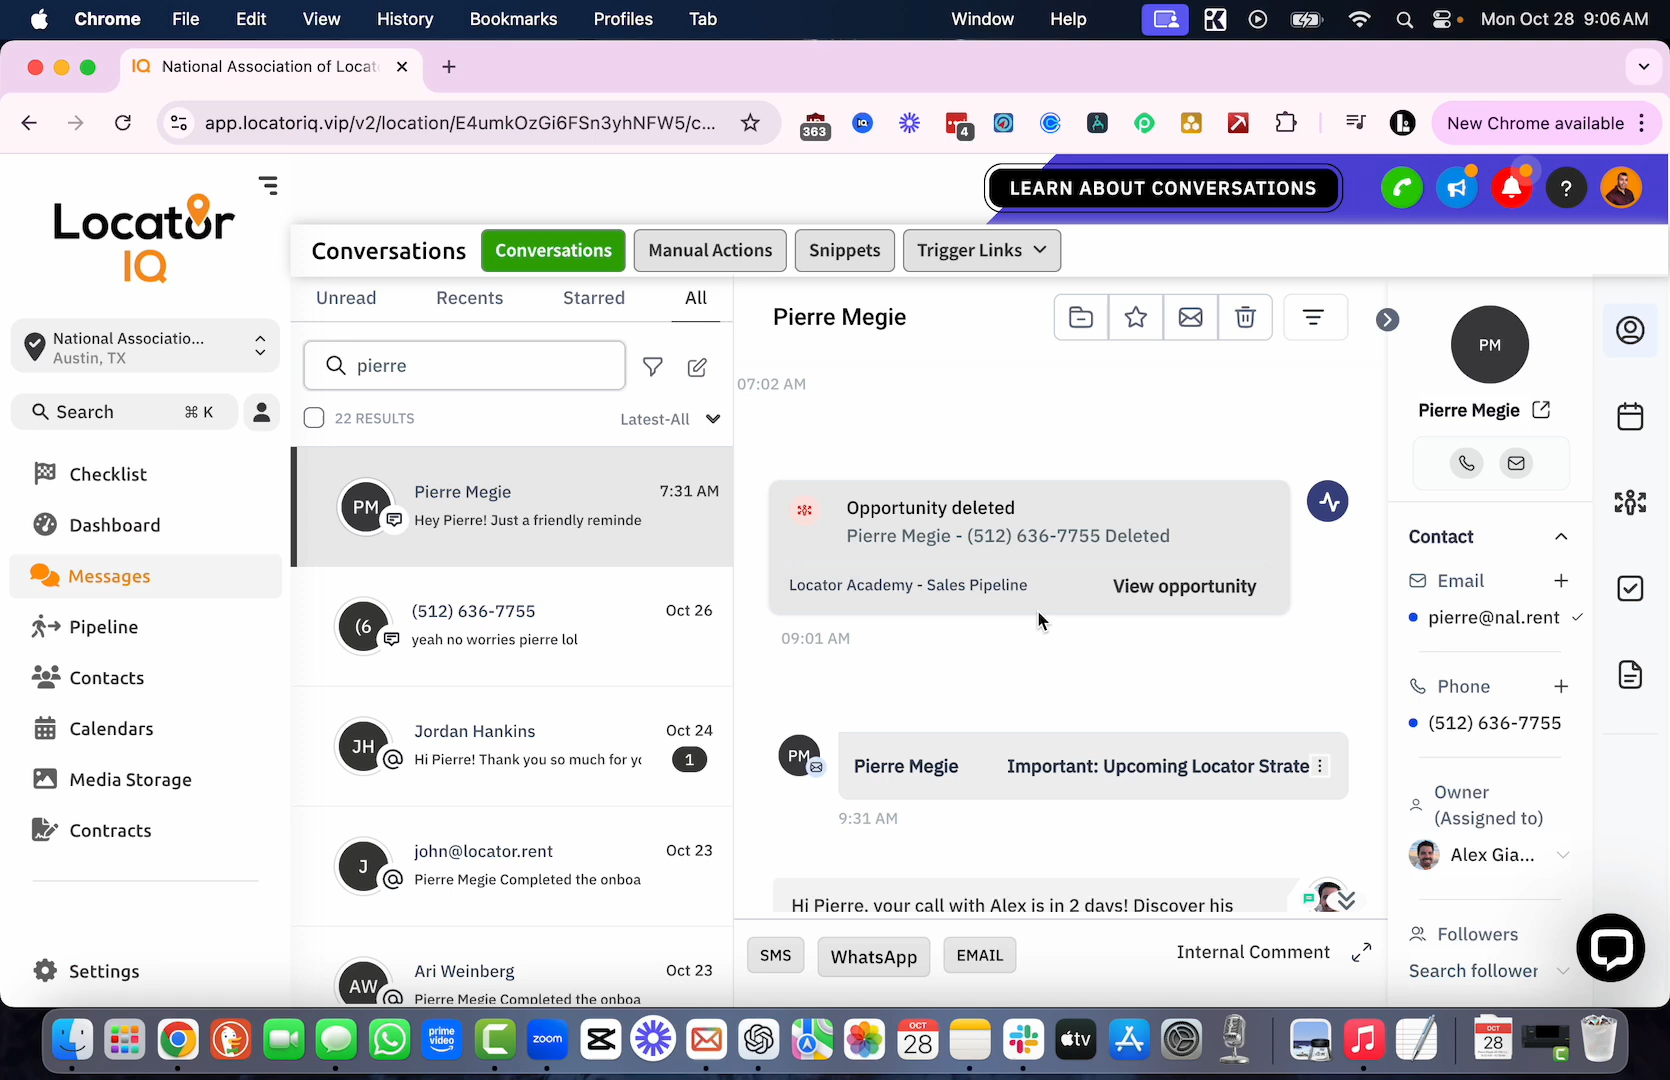 Chrome File Edit View History Bookmarks Profiles Tab Window Help Mon Oct 28 9:06 AM
IQ National Association of Locat
app.locatoriq.vip/v2/location/E4umkOzGi6FSn3yhNFW5/c... 363 IQ 4 New Chrome available
Locator
IQ
LEARN ABOUT CONVERSATIONS
?
Conversations Conversations Manual Actions Snippets Trigger Links
National Associatio...
Austin, TX
Search ⌘ K
Checklist
Dashboard
Messages
Pipeline
Contacts
Calendars
Media Storage
Contracts
Settings
Unread Recents Starred All
pierre
22 RESULTS Latest-All
PM
Pierre Megie 7:31 AM
Hey Pierre! Just a friendly reminde
(6
(512) 636-7755 Oct 26
yeah no worries pierre lol
JH
Jordan Hankins Oct 24
Hi Pierre! Thank you so much for yo 1
J
john@locator.rent Oct 23
Pierre Megie Completed the onboa
AW
Ari Weinberg Oct 23
Pierre Megie Completed the onboa
Pierre Megie
07:02 AM
Opportunity deleted
Pierre Megie - (512) 636-7755 Deleted
Locator Academy - Sales Pipeline View opportunity
09:01 AM
PM
Pierre Megie Important: Upcoming Locator Strate
9:31 AM
Hi Pierre, your call with Alex is in 2 days! Discover his
SMS WhatsApp EMAIL Internal Comment
PM
Pierre Megie
Contact
Email
pierre@nal.rent
Phone
(512) 636-7755
Owner
(Assigned to)
Alex Gia...
Followers
Search follower
prime
video
zoom
OCT
28
tv
OCT
28